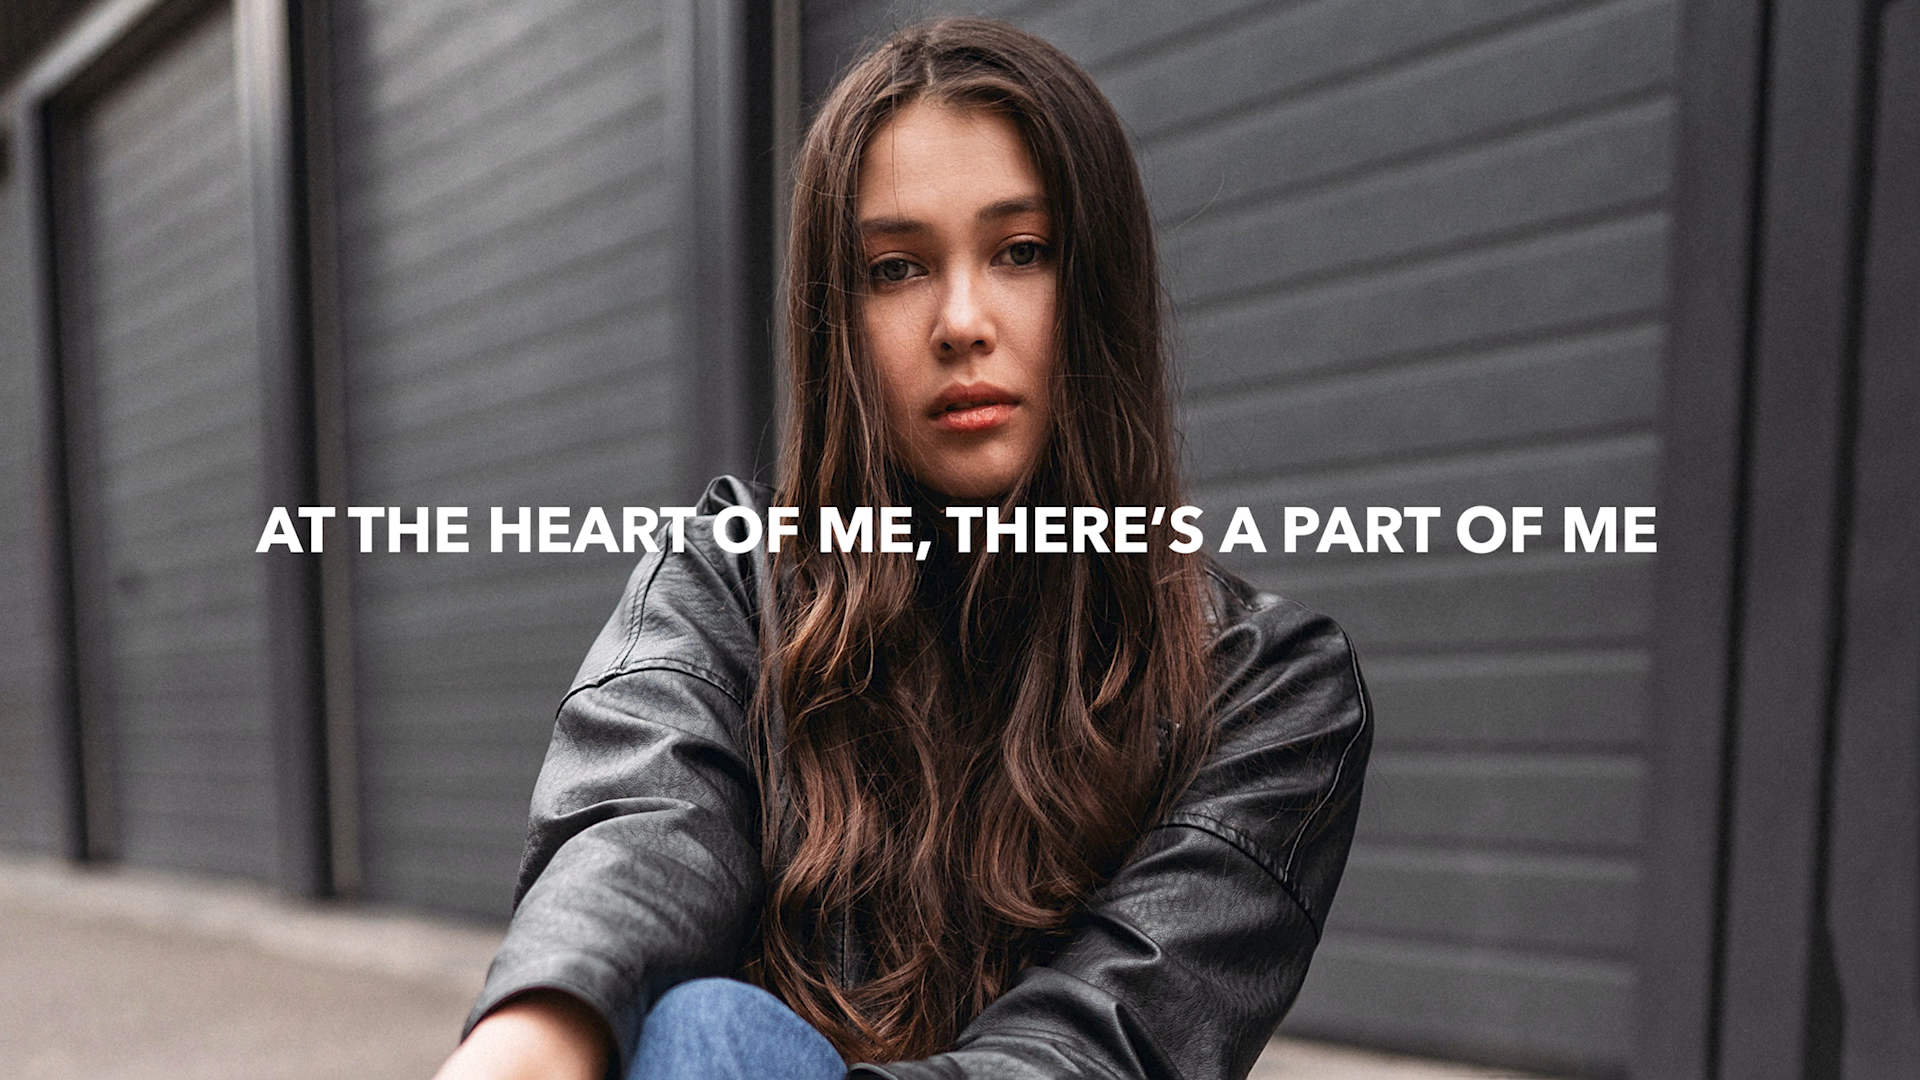 AT THE HEART OF ME, THERE’S A PART OF ME